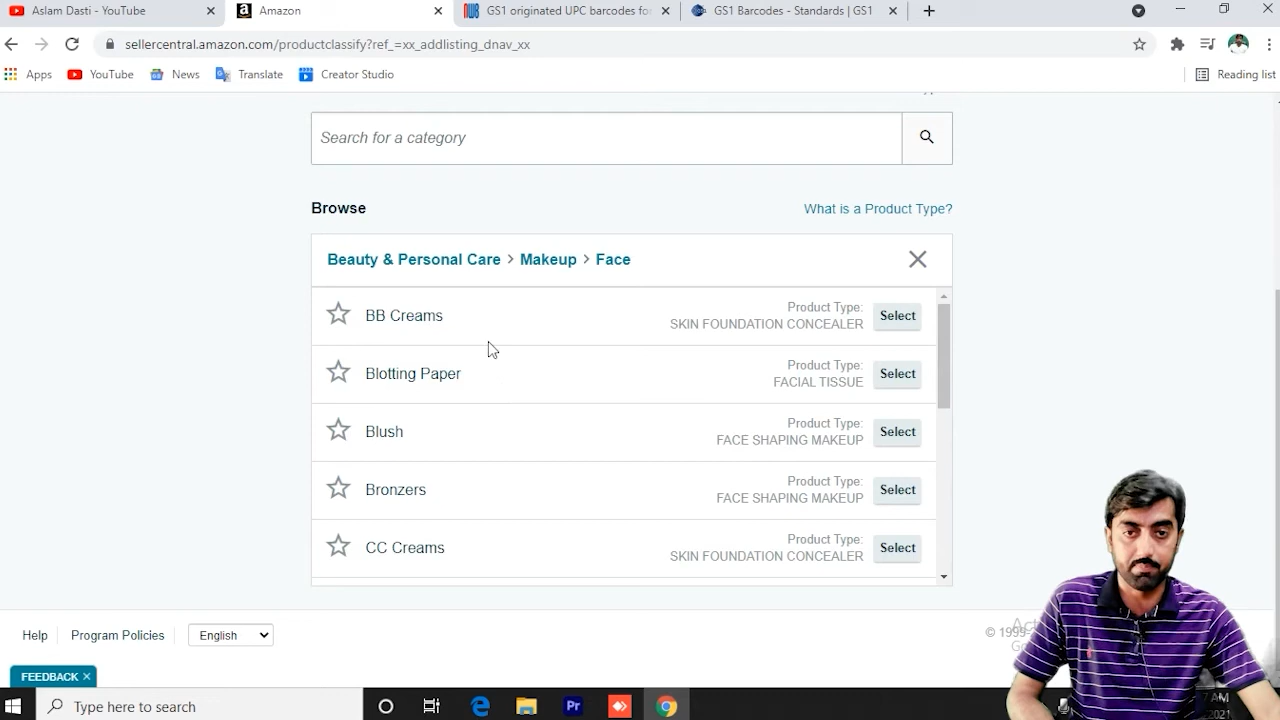 Aslam Dasti - YouTube
Amazon
GS1 originated UPC barcodes fo
GS1 Barcodes - Standards | GS1
sellercentral.amazon.com/productclassify?ref_=xx_addlisting_dnav_xx
Apps
YouTube
News
Translate
Creator Studio
Reading list
Search for a category
Browse
What is a Product Type?
Beauty & Personal Care > Makeup > Face
BB Creams
Product Type:
SKIN FOUNDATION CONCEALER
Select
Blotting Paper
Product Type:
FACIAL TISSUE
Select
Blush
Product Type:
FACE SHAPING MAKEUP
Select
Bronzers
Product Type:
FACE SHAPING MAKEUP
Select
CC Creams
Product Type:
SKIN FOUNDATION CONCEALER
Select
Help
Program Policies
English
© 1999-
FEEDBACK
Type here to search
Pr
AM
2021